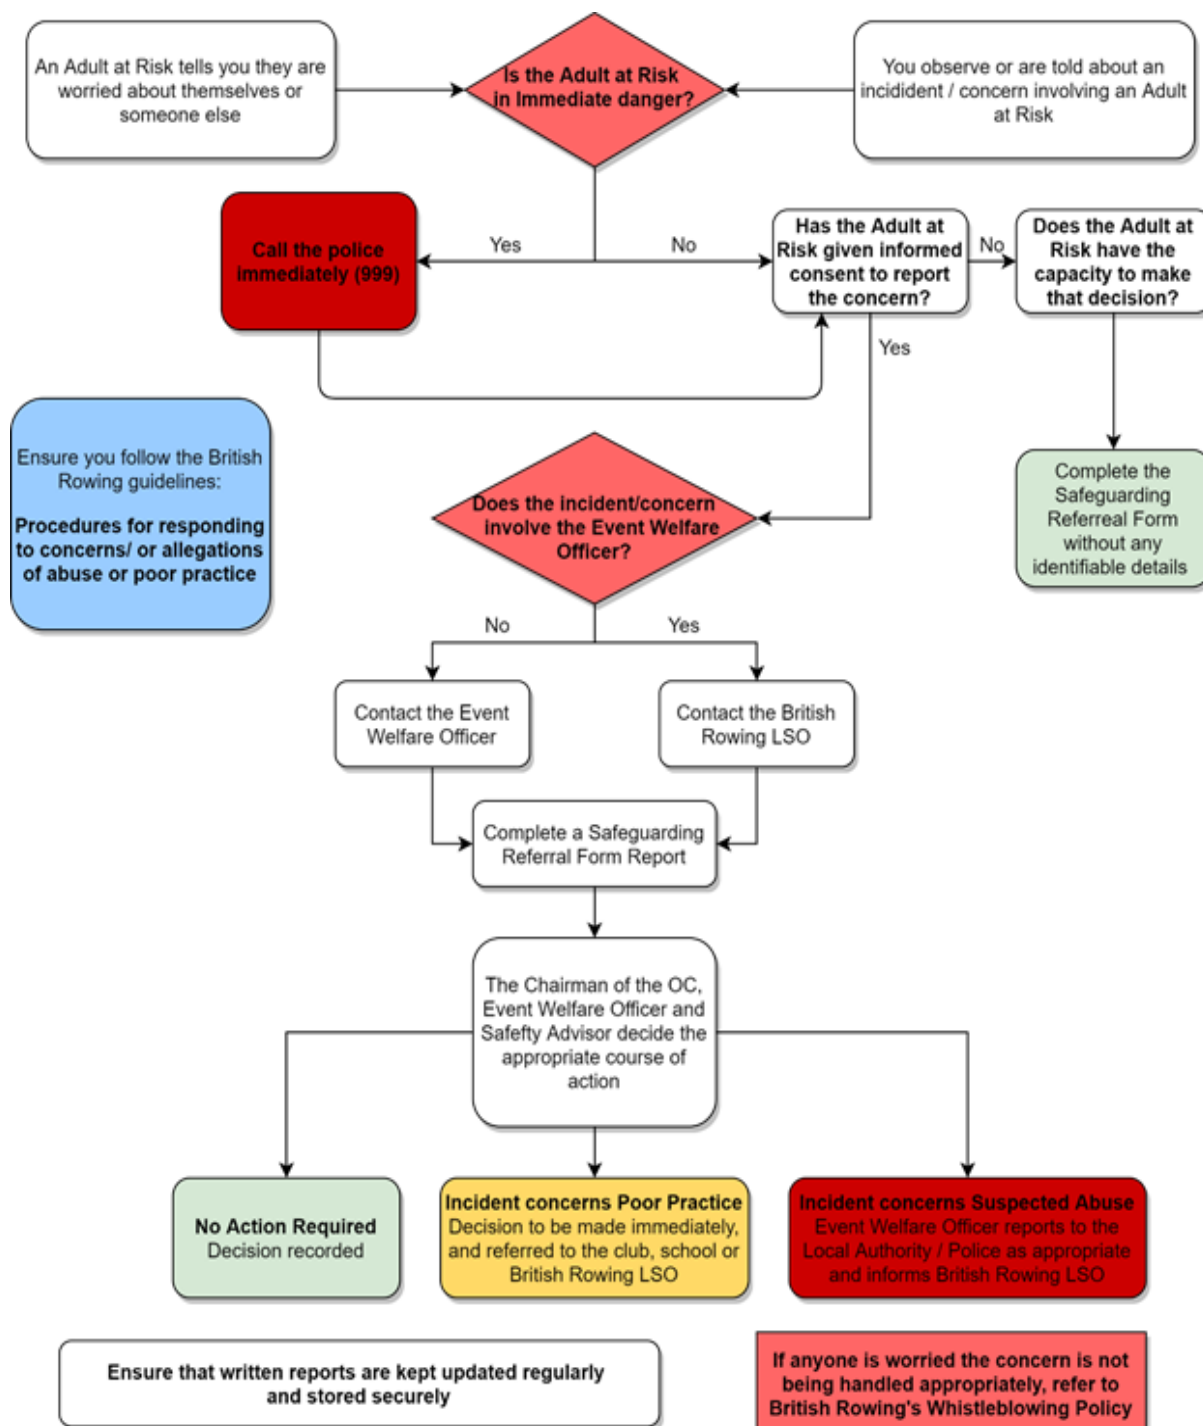 An Adult at Risk tells you they are
worried about themselves or
someone else
Is the Adult at Risk
in Immediate danger?
You observe or are told about an
incidident / concern involving an Adult
at Risk
Call the police
immediately (999)
Yes
No
Has the Adult at
Risk given informed
consent to report
the concern?
No
Does the Adult at
Risk have the
capacity to make
that decision?
Yes
Ensure you follow the British
Rowing guidelines:
Procedures for responding
to concerns/ or allegations
of abuse or poor practice
Does the incident/concern
involve the Event Welfare
Officer?
Complete the
Safeguarding
Referreal Form
without any
identifiable details
No
Yes
Contact the Event
Welfare Officer
Contact the British
Rowing LSO
Complete a Safeguarding
Referral Form Report
The Chairman of the OC,
Event Welfare Officer and
Safefty Advisor decide the
appropriate course of
action
No Action Required
Decision recorded
Incident concerns Poor Practice
Decision to be made immediately,
and referred to the club, school or
British Rowing LSO
Incident concerns Suspected Abuse
Event Welfare Officer reports to the
Local Authority / Police as appropriate
and informs British Rowing LSO
Ensure that written reports are kept updated regularly
and stored securely
If anyone is worried the concern is not
being handled appropriately, refer to
British Rowing's Whistleblowing Policy